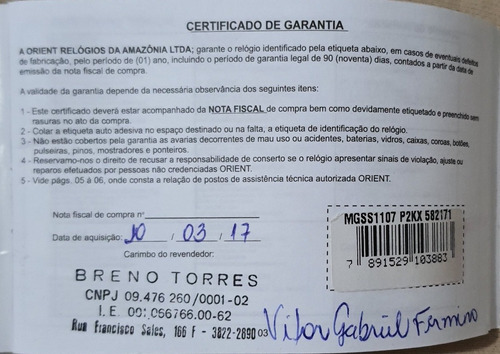 CERTIFICADO DE GARANTIA
A ORIENT RELÓGIOS DA AMAZÔNIA LTDA; garante o relógio identificado pela etiqueta abaixo, em casos de eventuais defeitos
de fabricação, pelo período de (01) ano, incluindo o período de garantia legal de 90 (noventa) dias, contados a partir da data de
emissão da nota fiscal de compra.
A validade da garantia depende da necessária observância dos seguintes itens:
1 - Este certificado deverá estar acompanhado da NOTA FISCAL de compra bem como devidamente etiquetado e preenchido sem
rasuras no ato da compra.
2 - Colar a etiqueta auto adesiva no espaço destinado ou na falta, a etiqueta de identificação do relógio.
3 - Não estão cobertos pela garantia as avarias decorrentes de mau uso ou acidentes, baterias, vidros, caixas, coroas, botões,
pulseiras, pinos, mostradores e ponteiros.
4 - Reservamo-nos o direito de recusar a responsabilidade de conserto se o relógio apresentar sinais de violação, ajuste ou
reparos efetuados por pessoas não credenciadas ORIENT.
5 - Vide págs. 05 a 06, onde consta a relação de postos de assistência técnica autorizada ORIENT.
Nota fiscal de compra nº
Data de aquisição: 10 / 03 / 17
Carimbo do revendedor:
MGSS1107 P2KX 582171
7 891529 103883
BRENO TORRES
CNPJ 09.476 260/0001-02
I.E. 001.056766.00-62
Rua Francisco Sales, 166 F - 3822-2890
03
Vitor Gabriel Firmino